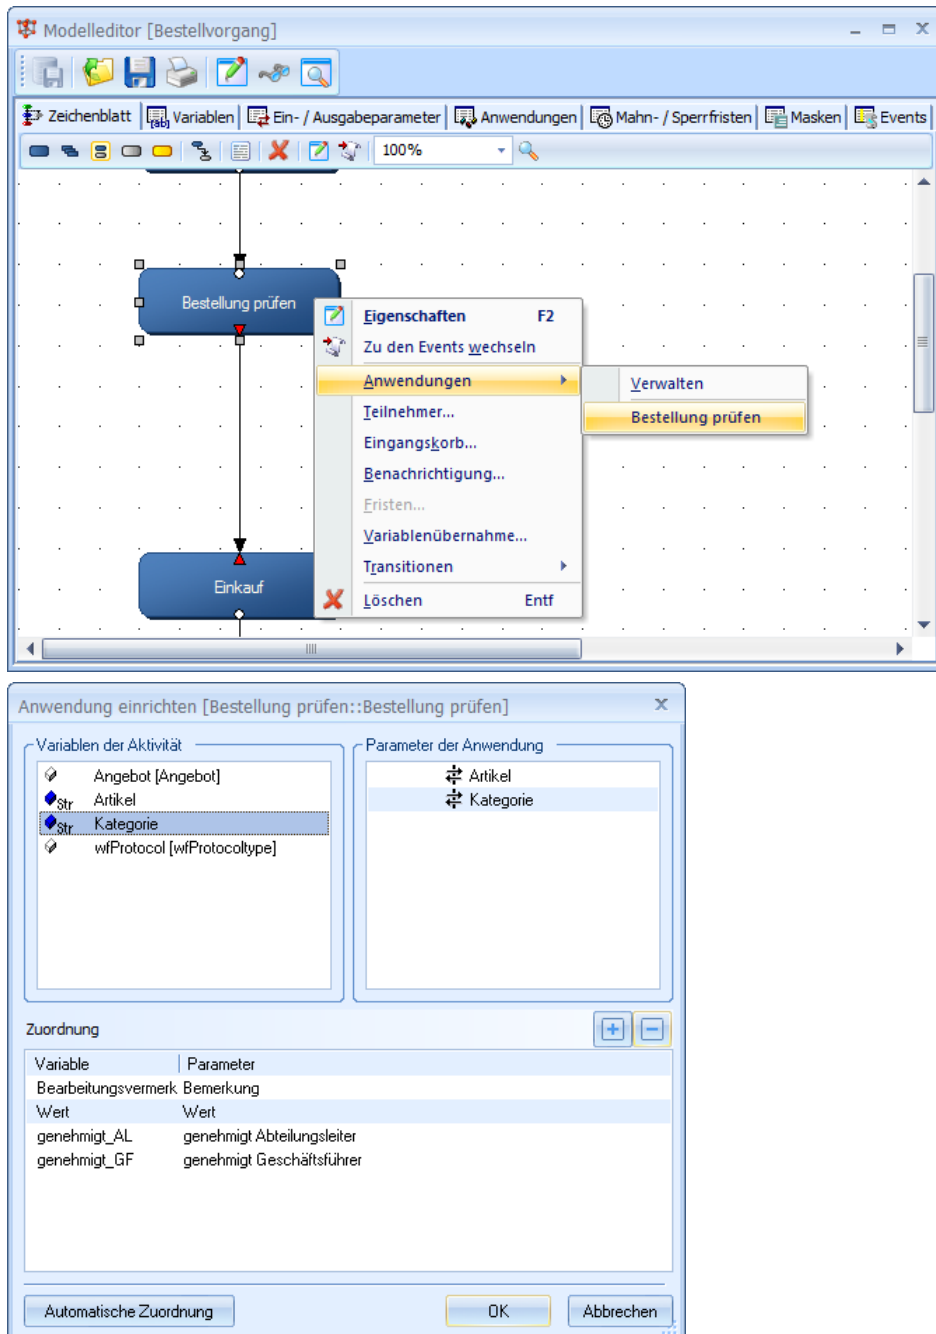 Modelleditor [Bestellvorgang]
Zeichenblatt Variablen Ein- / Ausgabeparameter Anwendungen Mahn- / Sperrfristen Masken Events
100%
Bestellung prüfen
Eigenschaften F2
Zu den Events wechseln
Anwendungen
Verwalten
Teilnehmer...
Bestellung prüfen
Eingangskorb...
Benachrichtigung...
Fristen...
Variablenübernahme...
Transitionen
Einkauf
Löschen Entf
Anwendung einrichten [Bestellung prüfen::Bestellung prüfen]
Variablen der Aktivität
Parameter der Anwendung
Angebot [Angebot]
Artikel
Str Artikel
Kategorie
Str Kategorie
wfProtocol [wfProtocoltype]
Zuordnung
Variable Parameter
Bearbeitungsvermerk Bemerkung
Wert Wert
genehmigt_AL genehmigt Abteilungsleiter
genehmigt_GF genehmigt Geschäftsführer
Automatische Zuordnung OK Abbrechen